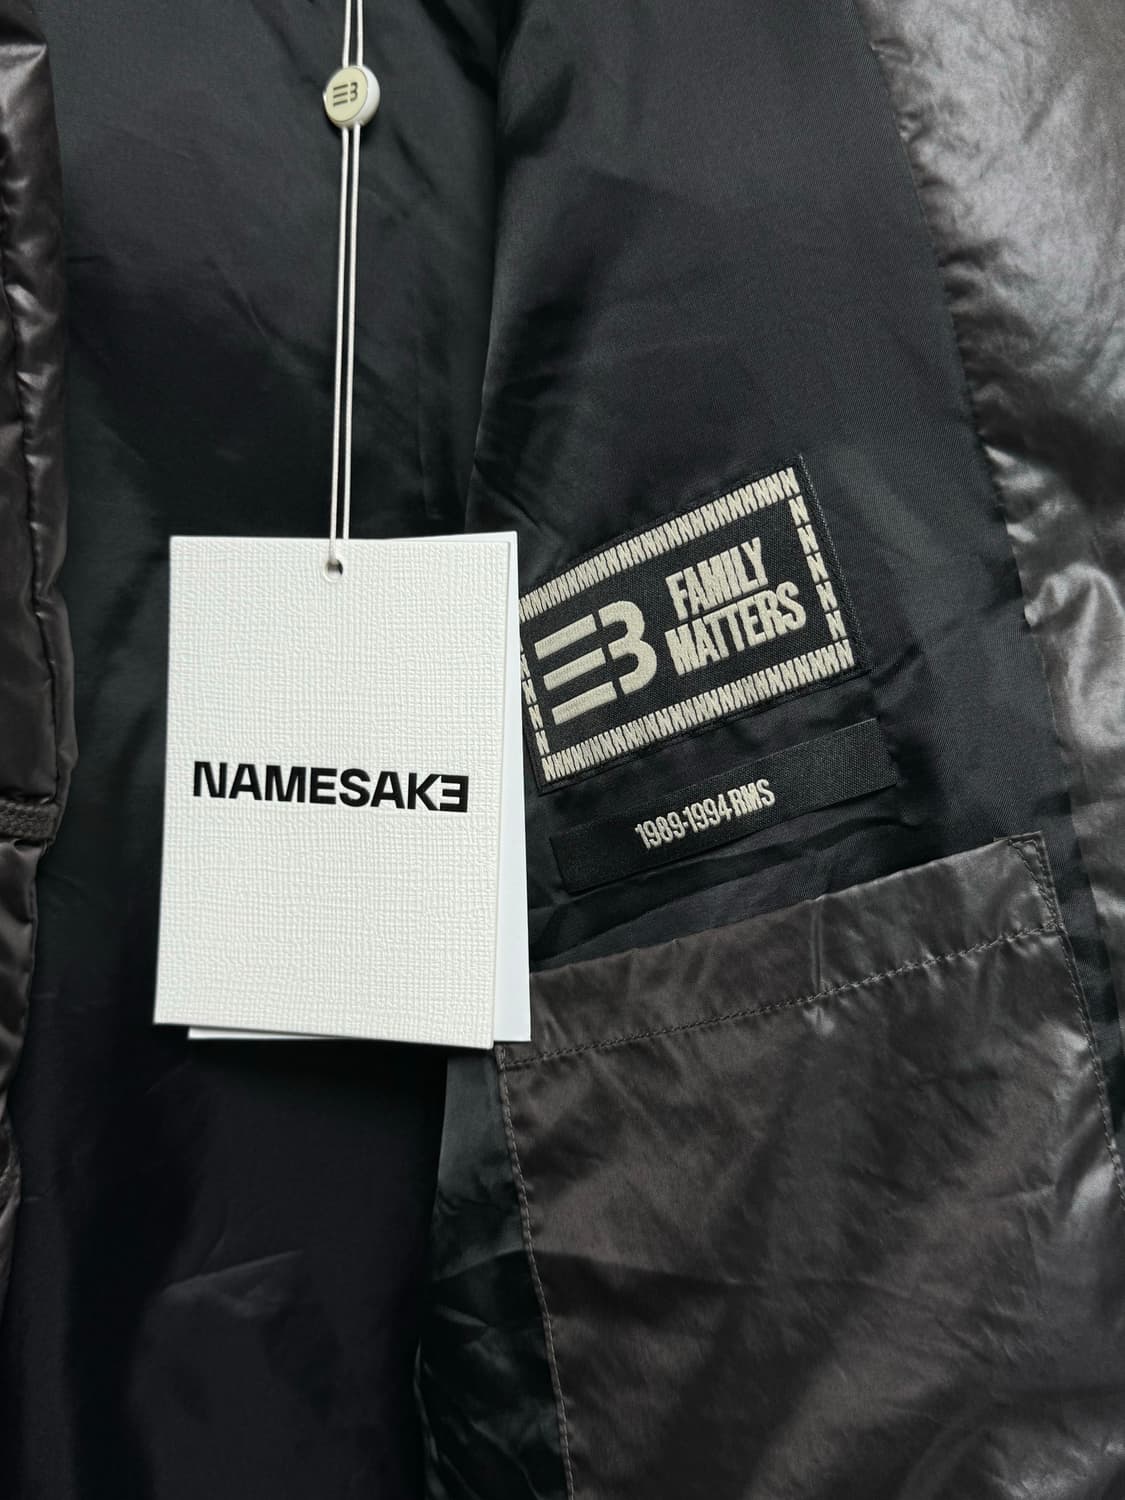 NAMESAKE
FAMILY
MATTERS
1989-1994 RMS